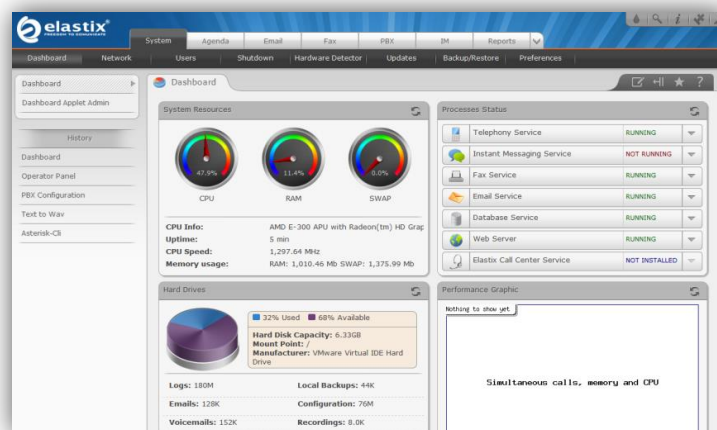 elastix
FREEDOM TO COMMUNICATE
System Agenda Email Fax PBX IM Reports
Dashboard Network Users Shutdown Hardware Detector Updates Backup/Restore Preferences
Dashboard
Dashboard Applet Admin
History
Dashboard
Operator Panel
PBX Configuration
Text to Wav
Asterisk-Cli
Dashboard
System Resources
47.9%
11.4%
0.0%
CPU RAM SWAP
CPU Info: AMD E-300 APU with Radeon(tm) HD Grap
Uptime: 5 min
CPU Speed: 1,297.64 MHz
Memory usage: RAM: 1,010.46 Mb SWAP: 1,375.99 Mb
Processes Status
Telephony Service RUNNING
Instant Messaging Service NOT RUNNING
Fax Service RUNNING
Email Service RUNNING
Database Service RUNNING
Web Server RUNNING
Elastix Call Center Service NOT INSTALLED
Hard Drives
32% Used 68% Available
Hard Disk Capacity: 6.33GB
Mount Point: /
Manufacturer: VMware Virtual IDE Hard
Drive
Logs: 180M Local Backups: 44K
Emails: 128K Configuration: 76M
Voicemails: 152K Recordings: 8.0K
Performance Graphic
Nothing to show yet
Simultaneous calls, memory and CPU